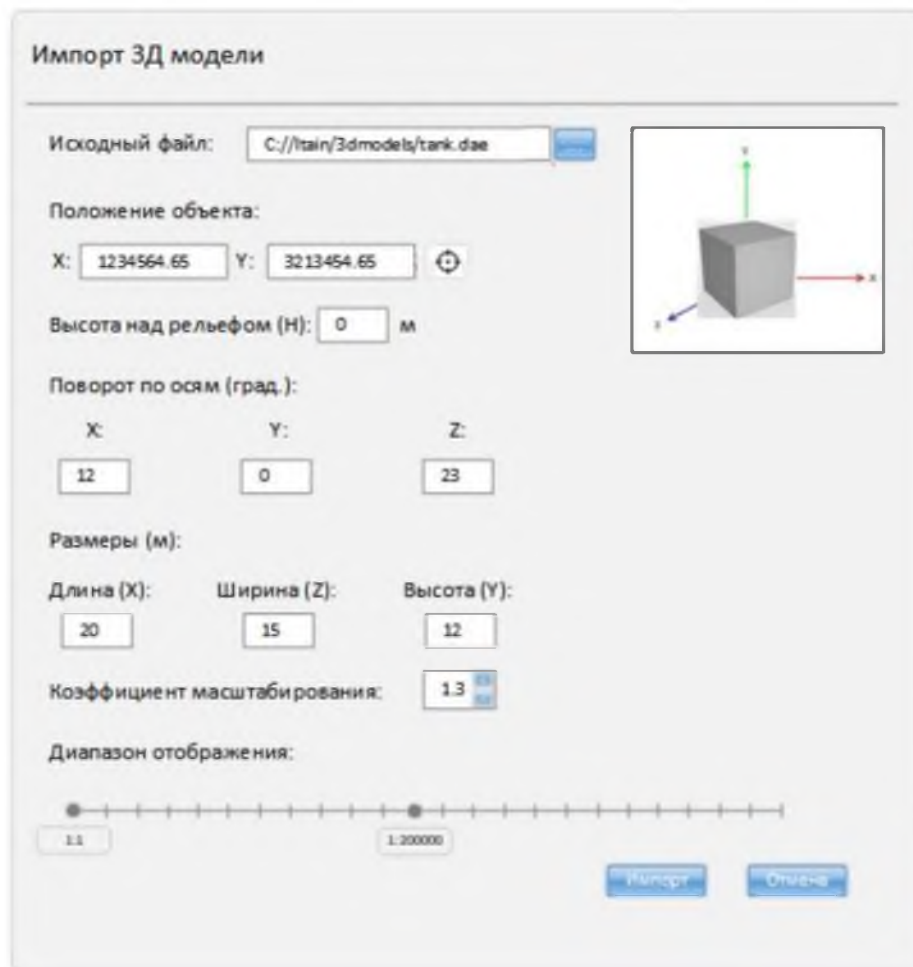 Импорт 3Д модели
Исходный файл: C://Itain/3dmodels/tank.dae ...
Положение объекта:
X: 1234564.65 Y: 3213454.65
Высота над рельефом (H): 0 м
Поворот по осям (град.):
X: Y: Z:
12 0 23
Размеры (м):
Длина (X): Ширина (Z): Высота (Y):
20 15 12
Коэффициент масштабирования: 1.3
Диапазон отображения:
1:1 1:200000
Импорт Отмена
Y
X
Z